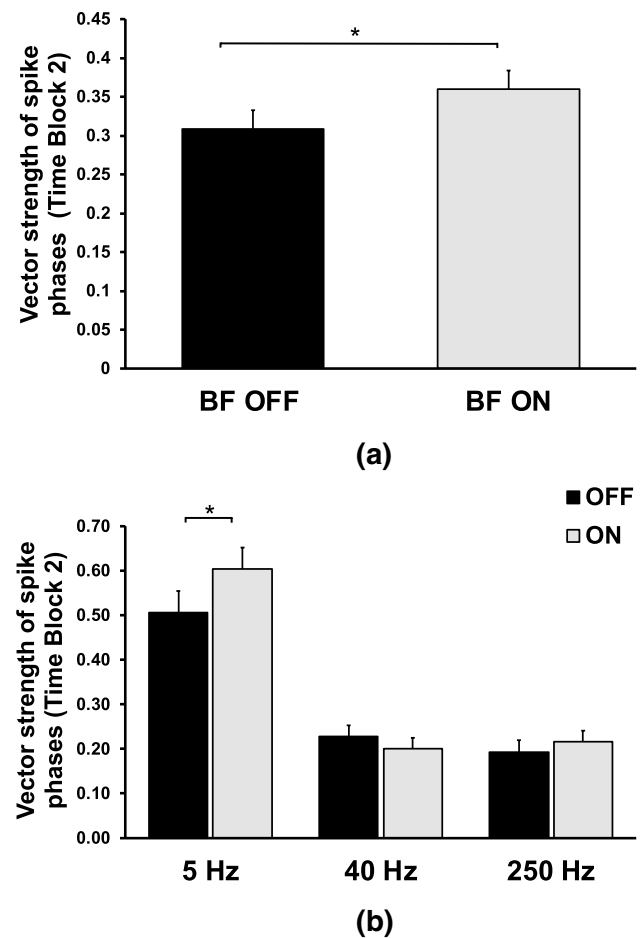 Vector strength of spike
phases (Time Block 2)
0.45
0.4
0.35
0.3
0.25
0.2
0.15
0.1
0.05
0
*
BF OFF BF ON
(a)
OFF
ON
Vector strength of spike
phases (Time Block 2)
0.70
0.60
0.50
0.40
0.30
0.20
0.10
0.00
*
5 Hz 40 Hz 250 Hz
(b)